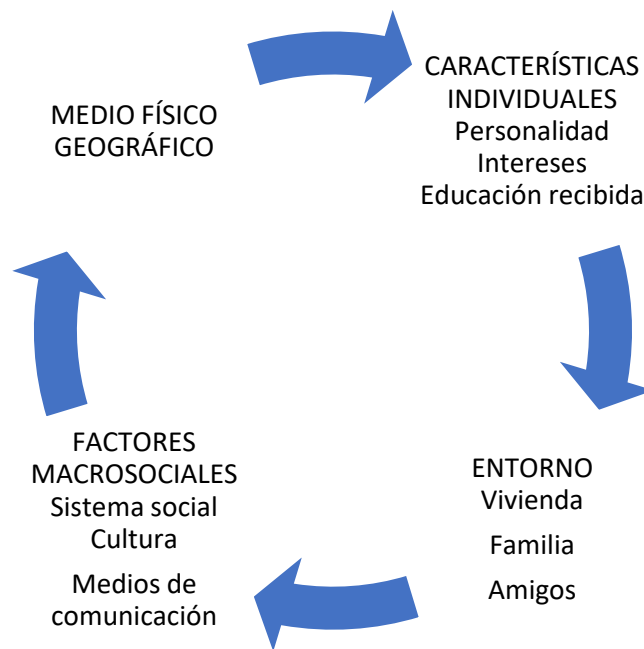 MEDIO FÍSICO
GEOGRÁFICO
CARACTERÍSTICAS
INDIVIDUALES
Personalidad
Intereses
Educación recibida
ENTORNO
Vivienda
Familia
Amigos
FACTORES
MACROSOCIALES
Sistema social
Cultura
Medios de
comunicación